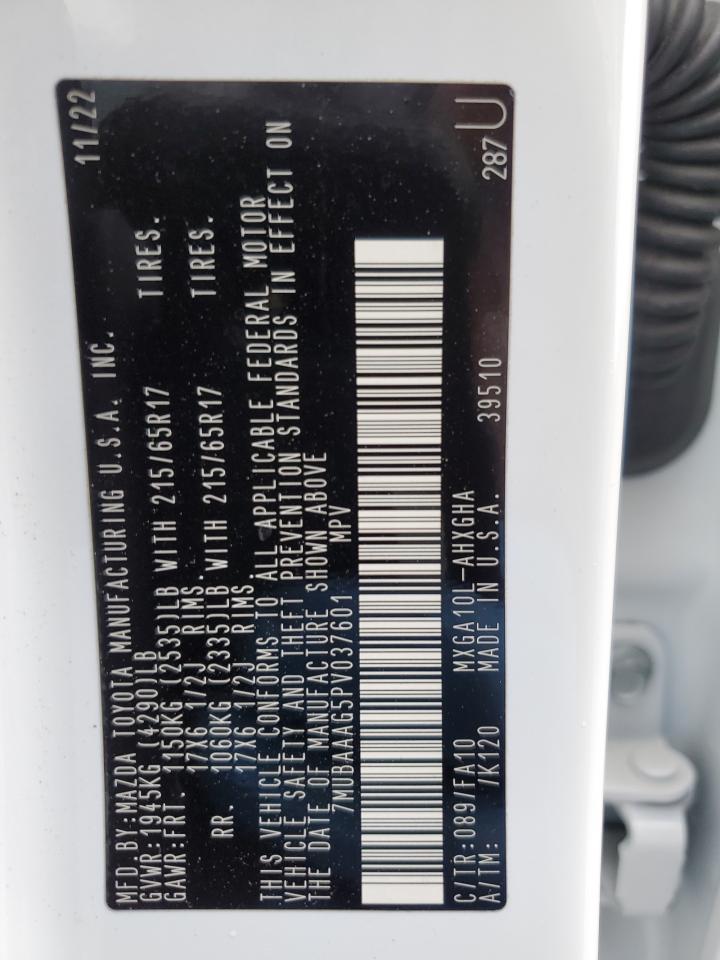 MFD.BY:MAZDA TOYOTA MANUFACTURING U.S.A. INC. 11/22
GVWR:1945KG (4290)LB
GAWR:FRT. 1150KG (2535)LB WITH 215/65R17 TIRES.
17X6 1/2J RIMS.
RR. 1060KG (2335)LB WITH 215/65R17 TIRES.
17X6 1/2J RIMS.
THIS VEHICLE CONFORMS TO ALL APPLICABLE FEDERAL MOTOR
VEHICLE SAFETY AND THEFT PREVENTION STANDARDS IN EFFECT ON
THE DATE OF MANUFACTURE SHOWN ABOVE
7MUBAAAG5PV037601 MPV
C/TR:089/FA10 MXGA10L-AHXGHA
A/TM: /K120 MADE IN U.S.A. 39510 287 U